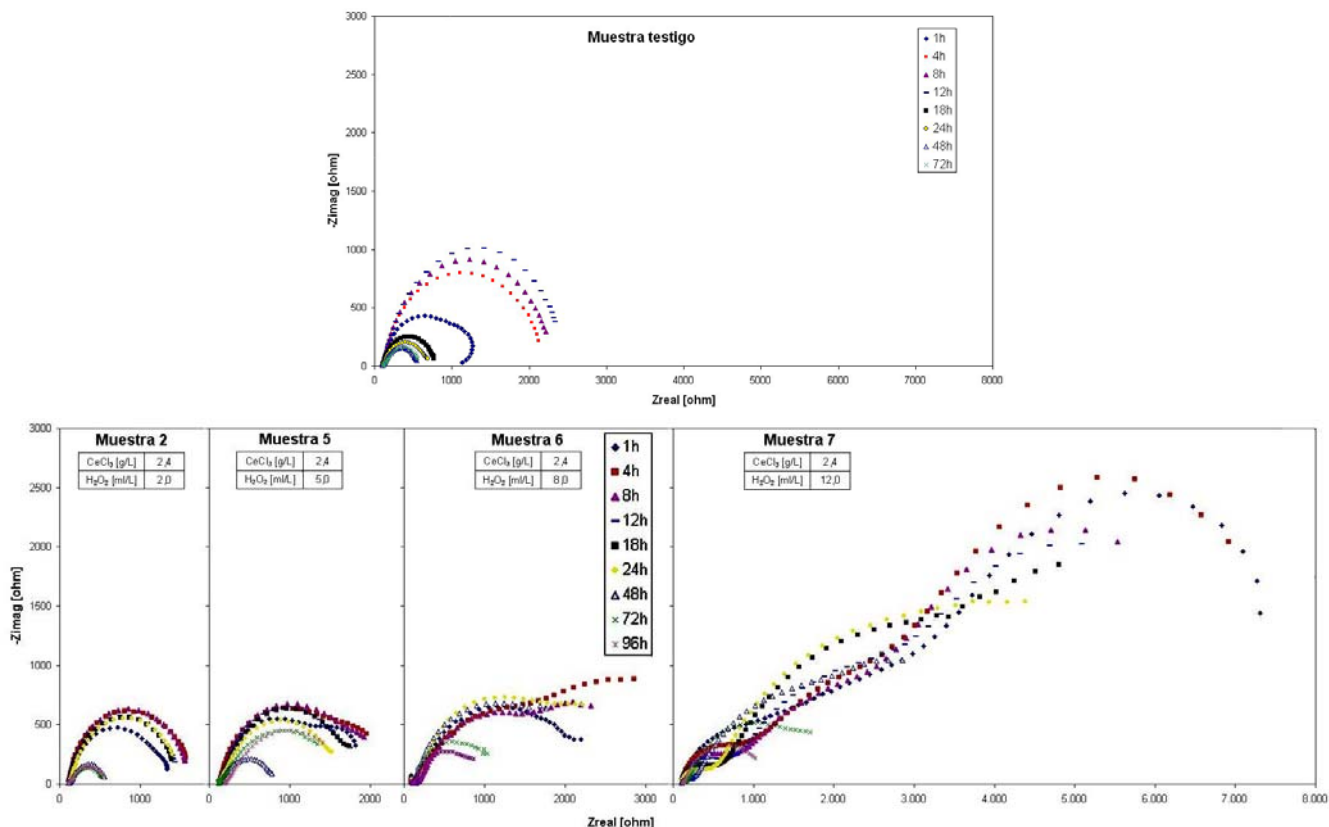 Muestra testigo
3000
2500
2000
1500
1000
500
0
-Zimag [ohm]
0 1000 2000 3000 4000 5000 6000 7000 8000
Zreal [ohm]
1h
4h
8h
12h
18h
24h
48h
72h
3000
2500
2000
1500
1000
500
0
-Zimag [ohm]
Muestra 2
CeCl₃ [g/L] 2,4
H₂O₂ [ml/L] 2,0
0 1000
Muestra 5
CeCl₃ [g/L] 2,4
H₂O₂ [ml/L] 5,0
0 1000 2000
Muestra 6
CeCl₃ [g/L] 2,4
H₂O₂ [ml/L] 8,0
0 1000 2000 3000
1h
4h
8h
12h
18h
24h
48h
72h
96h
Muestra 7
CeCl₃ [g/L] 2,4
H₂O₂ [ml/L] 12,0
0 1.000 2.000 3.000 4.000 5.000 6.000 7.000 8.000
Zreal [ohm]